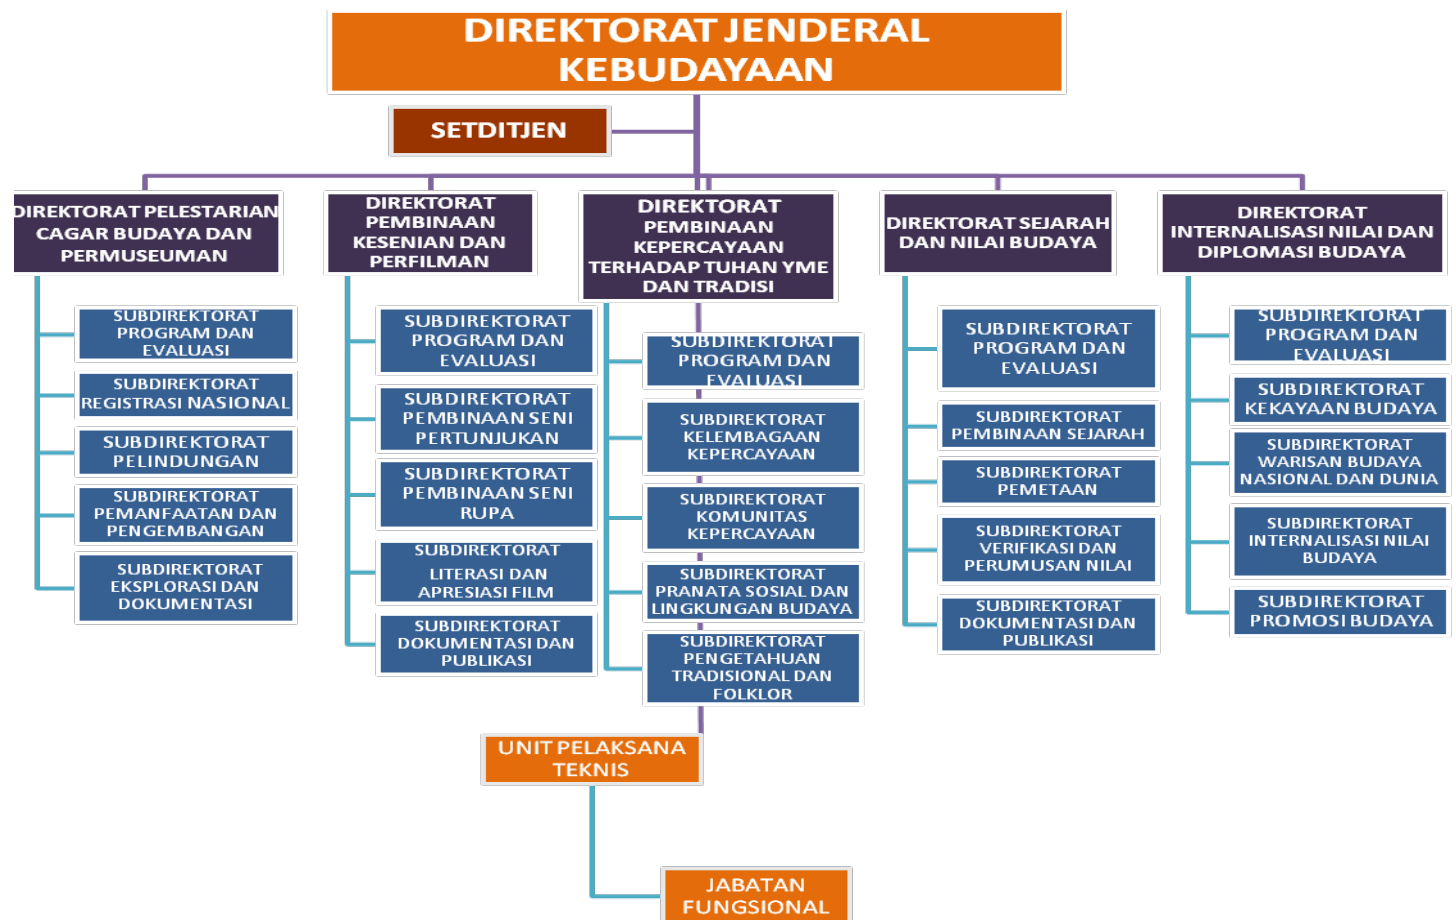 DIREKTORAT JENDERAL
KEBUDAYAAN
SETDITJEN
DIREKTORAT PELESTARIAN
CAGAR BUDAYA DAN
PERMUSEUMAN
SUBDIREKTORAT
PROGRAM DAN
EVALUASI
SUBDIREKTORAT
REGISTRASI NASIONAL
SUBDIREKTORAT
PELINDUNGAN
SUBDIREKTORAT
PEMANFAATAN DAN
PENGEMBANGAN
SUBDIREKTORAT
EKSPLORASI DAN
DOKUMENTASI
DIREKTORAT
PEMBINAAN
KESENIAN DAN
PERFILMAN
SUBDIREKTORAT
PROGRAM DAN
EVALUASI
SUBDIREKTORAT
PEMBINAAN SENI
PERTUNJUKAN
SUBDIREKTORAT
PEMBINAAN SENI
RUPA
SUBDIREKTORAT
LITERASI DAN
APRESIASI FILM
SUBDIREKTORAT
DOKUMENTASI DAN
PUBLIKASI
DIREKTORAT
PEMBINAAN
KEPERCAYAAN
TERHADAP TUHAN YME
DAN TRADISI
SUBDIREKTORAT
PROGRAM DAN
EVALUASI
SUBDIREKTORAT
KELEMBAGAAN
KEPERCAYAAN
SUBDIREKTORAT
KOMUNITAS
KEPERCAYAAN
SUBDIREKTORAT
PRANATA SOSIAL DAN
LINGKUNGAN BUDAYA
SUBDIREKTORAT
PENGETAHUAN
TRADISIONAL DAN
FOLKLOR
DIREKTORAT SEJARAH
DAN NILAI BUDAYA
SUBDIREKTORAT
PROGRAM DAN
EVALUASI
SUBDIREKTORAT
PEMBINAAN SEJARAH
SUBDIREKTORAT
PEMETAAN
SUBDIREKTORAT
VERIFIKASI DAN
PERUMUSAN NILAI
SUBDIREKTORAT
DOKUMENTASI DAN
PUBLIKASI
DIREKTORAT
INTERNALISASI NILAI DAN
DIPLOMASI BUDAYA
SUBDIREKTORAT
PROGRAM DAN
EVALUASI
SUBDIREKTORAT
KEKAYAAN BUDAYA
SUBDIREKTORAT
WARISAN BUDAYA
NASIONAL DAN DUNIA
SUBDIREKTORAT
INTERNALISASI NILAI
BUDAYA
SUBDIREKTORAT
PROMOSI BUDAYA
UNIT PELAKSANA
TEKNIS
JABATAN
FUNGSIONAL